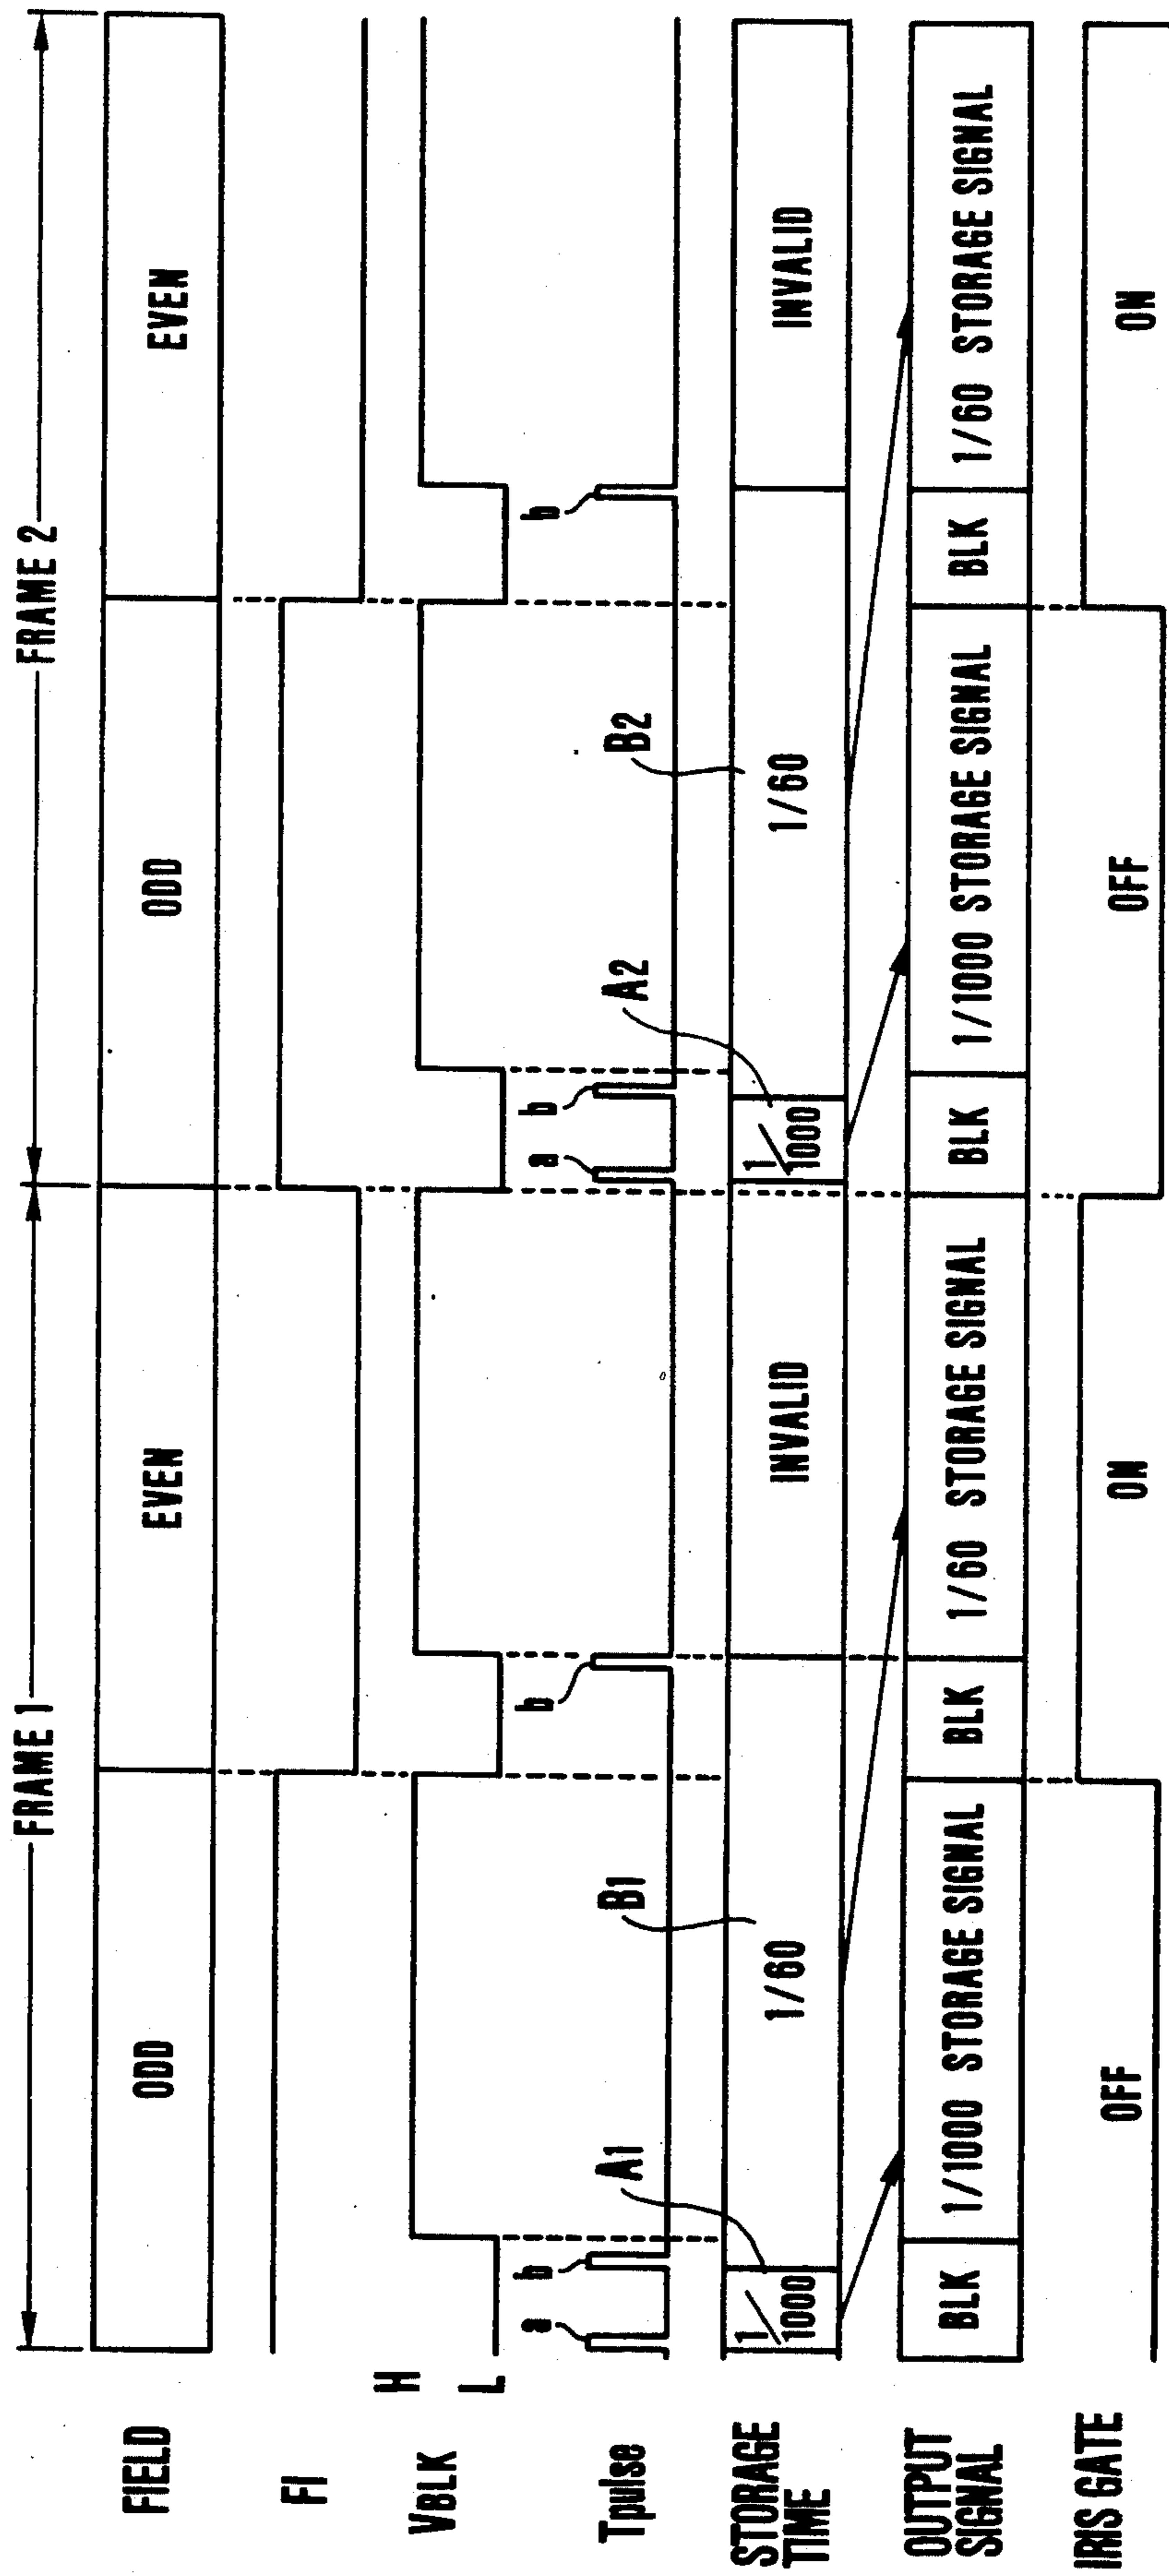 FRAME 1 FRAME 2
FIELD ODD EVEN ODD EVEN
FI
VBLK H
L
Tpulse a b b a b b
A1 B1 A2 B2
STORAGE TIME 1/1000 1/60 INVALID 1/1000 1/60 INVALID
OUTPUT SIGNAL BLK 1/1000 STORAGE SIGNAL BLK 1/60 STORAGE SIGNAL BLK 1/1000 STORAGE SIGNAL BLK 1/60 STORAGE SIGNAL
IRIS GATE OFF ON OFF ON